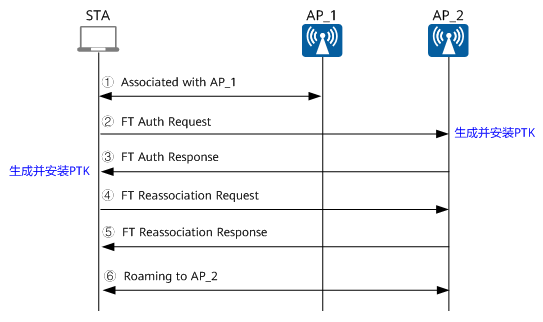 STA AP_1 AP_2
① Associated with AP_1
② FT Auth Request 生成并安装PTK
③ FT Auth Response
生成并安装PTK
④ FT Reassociation Request
⑤ FT Reassociation Response
⑥ Roaming to AP_2